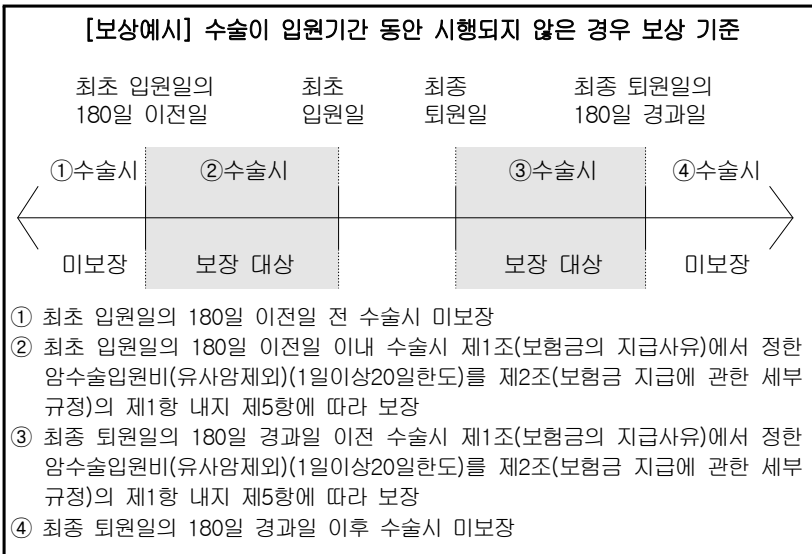 [보상예시] 수술이 입원기간 동안 시행되지 않은 경우 보상 기준
최초 입원일의 최초 최종 최종 퇴원일의
180일 이전일 입원일 퇴원일 180일 경과일
①수술시 ②수술시 ③수술시 ④수술시
미보장 보장 대상 보장 대상 미보장
① 최초 입원일의 180일 이전일 전 수술시 미보장
② 최초 입원일의 180일 이전일 이내 수술시 제1조(보험금의 지급사유)에서 정한
암수술입원비(유사암제외)(1일이상20일한도)를 제2조(보험금 지급에 관한 세부
규정)의 제1항 내지 제5항에 따라 보장
③ 최종 퇴원일의 180일 경과일 이전 수술시 제1조(보험금의 지급사유)에서 정한
암수술입원비(유사암제외)(1일이상20일한도)를 제2조(보험금 지급에 관한 세부
규정)의 제1항 내지 제5항에 따라 보장
④ 최종 퇴원일의 180일 경과일 이후 수술시 미보장